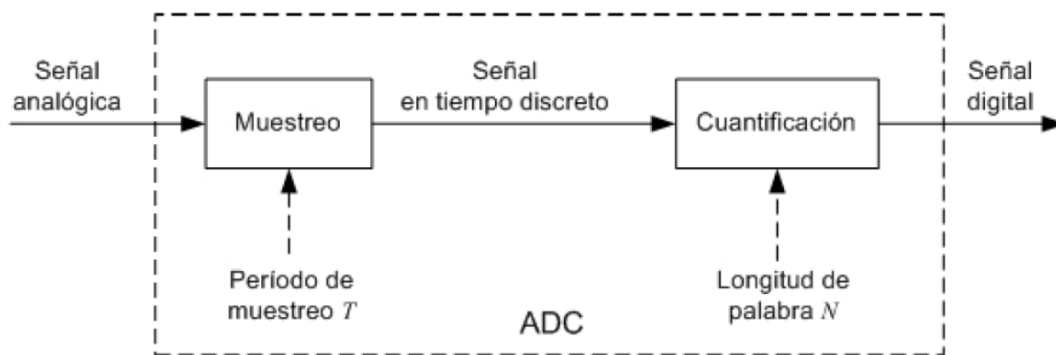 Señal
analógica
Muestreo
Señal
en tiempo discreto
Cuantificación
Señal
digital
Período de
muestreo T
Longitud de
palabra N
ADC